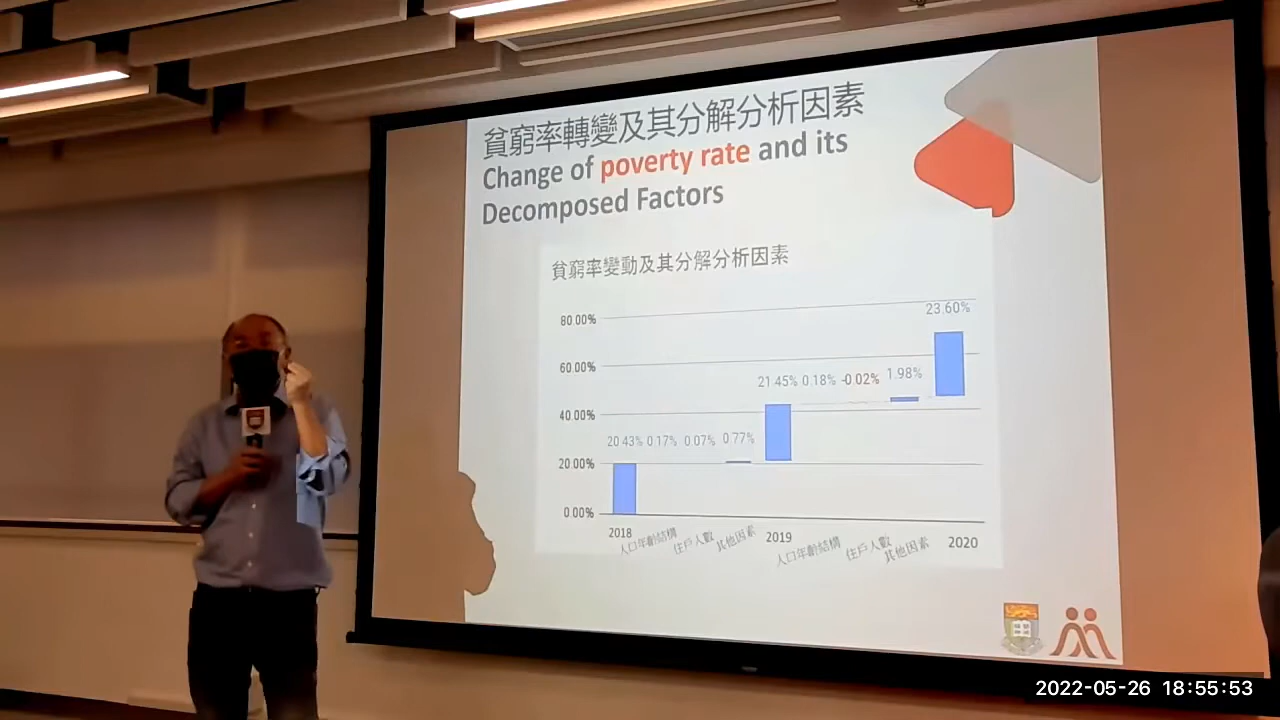 貧窮率轉變及其分解分析因素
Change of poverty rate and its
Decomposed Factors
貧窮率變動及其分解分析因素
80.00%
60.00%
40.00%
20.00%
0.00%
20.43% 0.17% 0.07% 0.77% 21.45% 0.18% -0.02% 1.98% 23.60%
2018 人口年齡結構 住戶人數 其他因素 2019 人口年齡結構 住戶人數 其他因素 2020
2022-05-26 18:55:53